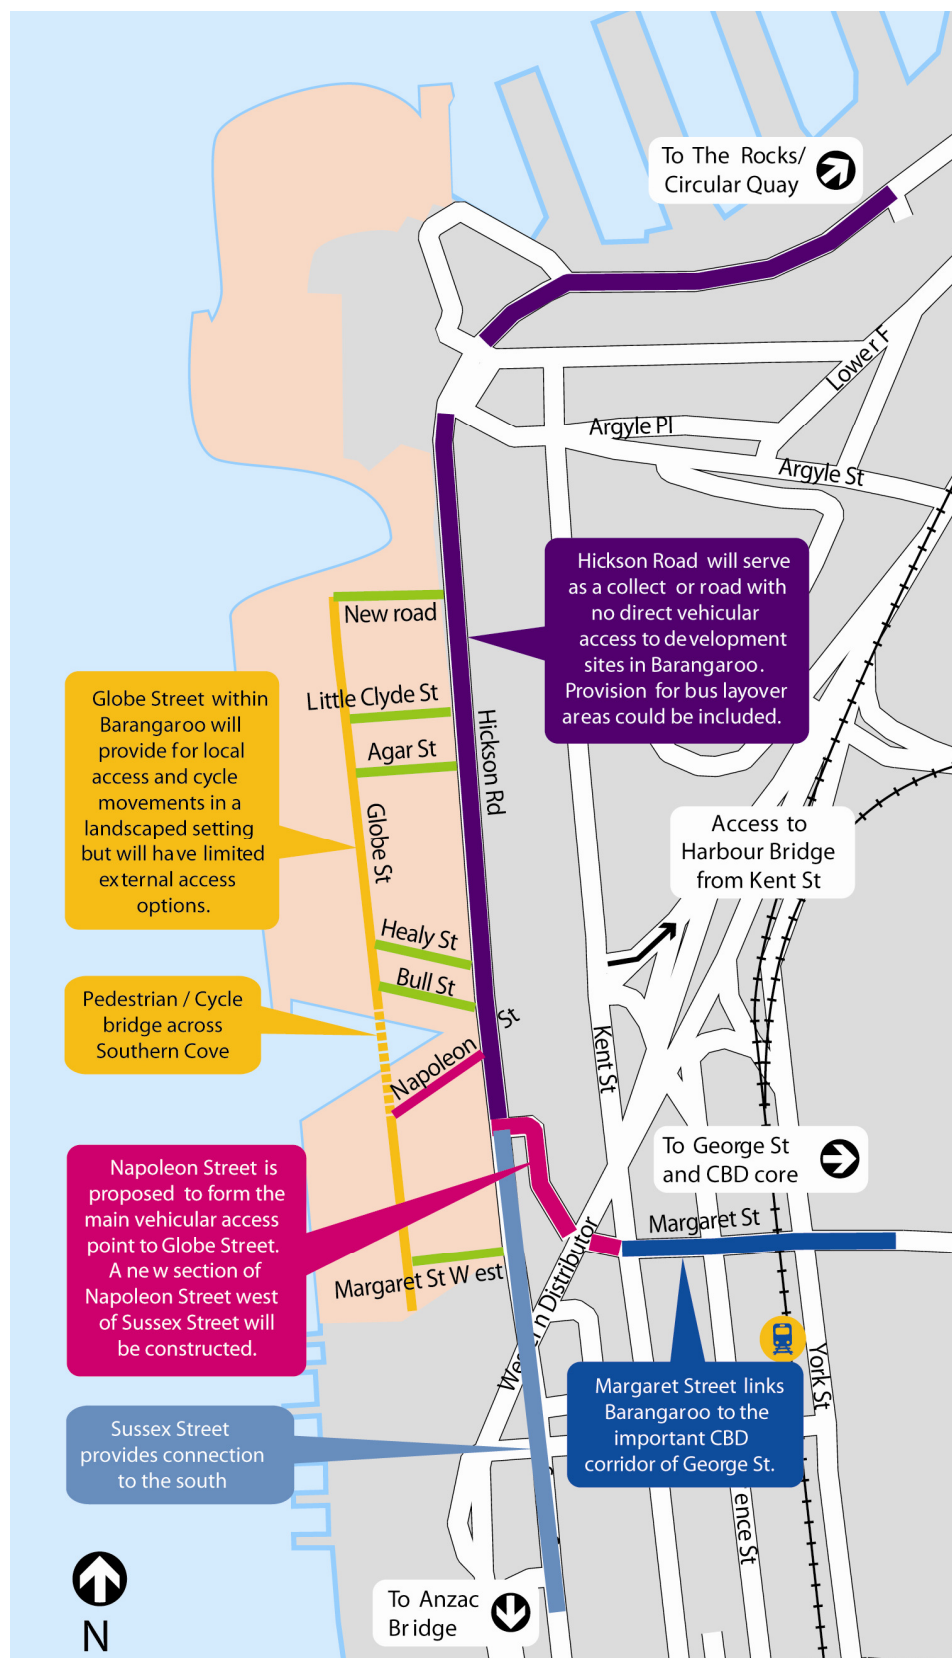 To The Rocks/
Circular Quay
Lower F
Argyle Pl
Argyle St
Hickson Road will serve
as a collect or road with
no direct vehicular
access to development
sites in Barangaroo.
Provision for bus layover
areas could be included.
New road
Little Clyde St
Agar St
Hickson Rd
Globe St
Globe Street within
Barangaroo will
provide for local
access and cycle
movements in a
landscaped setting
but will have limited
external access
options.
Access to
Harbour Bridge
from Kent St
Healy St
Bull St
Pedestrian / Cycle
bridge across
Southern Cove
Napoleon St
Kent St
To George St
and CBD core
Margaret St
Napoleon Street is
proposed to form the
main vehicular access
point to Globe Street.
A new section of
Napoleon Street west
of Sussex Street will
be constructed.
Margaret St West
Western Distributor
York St
Margaret Street links
Barangaroo to the
important CBD
corridor of George St.
Sussex Street
provides connection
to the south
ence St
To Anzac
Bridge
N